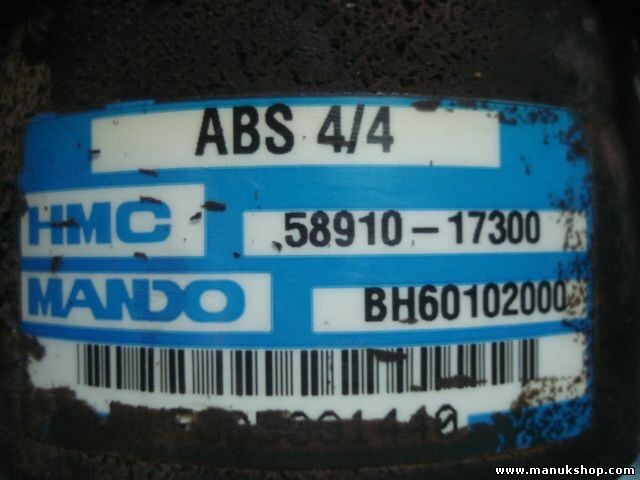 ABS 4/4
HMC 58910-17300
MANDO BH60102000
www.manukshop.com